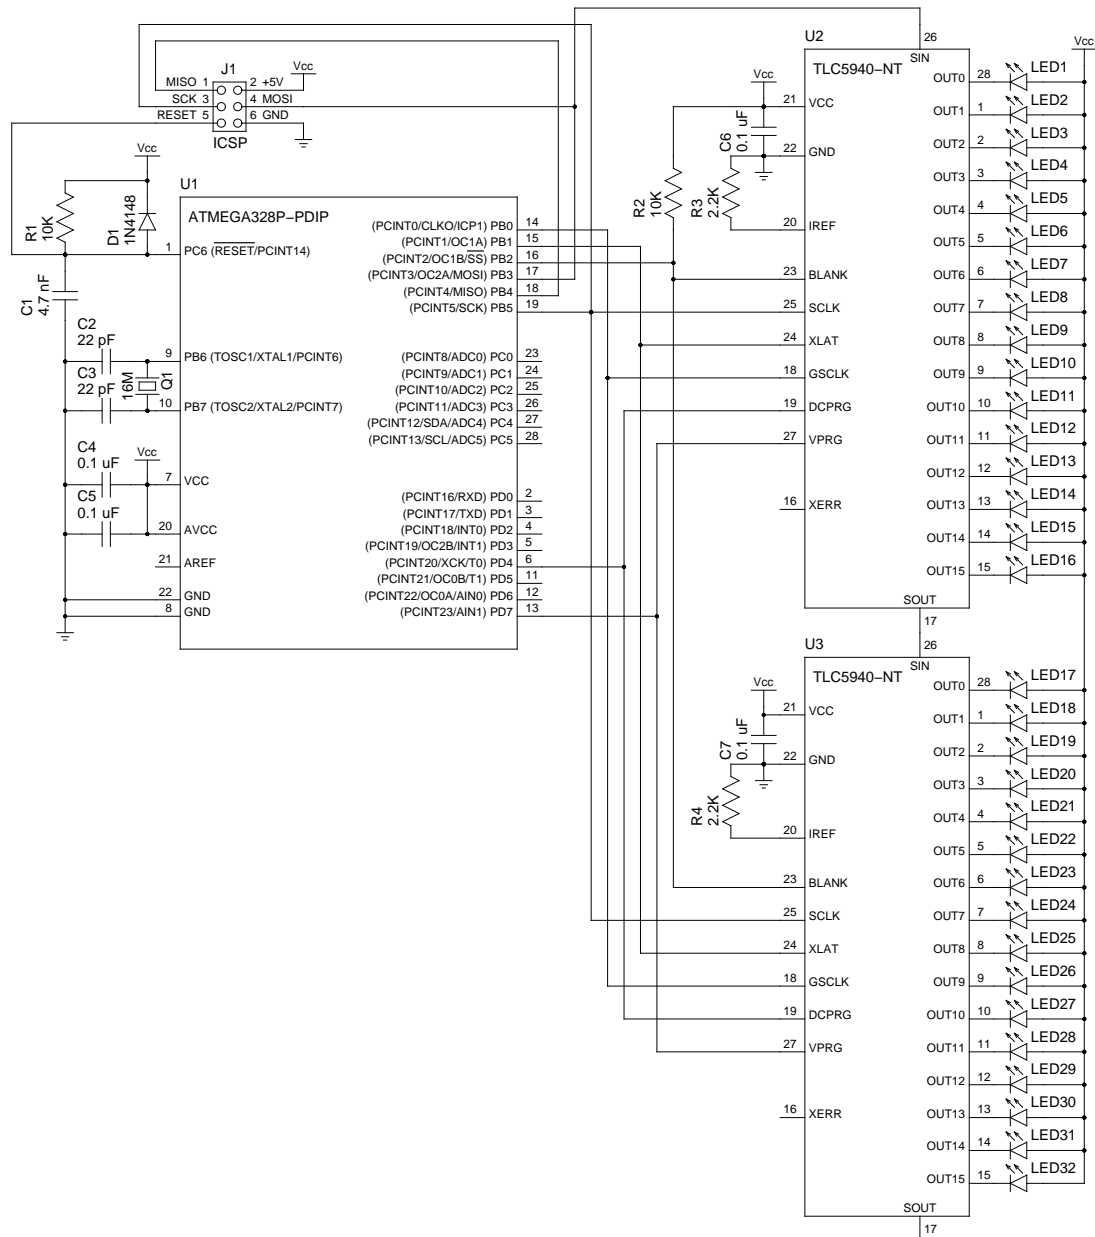 J1
Vcc
MISO 1 2 +5V
SCK 3 4 MOSI
RESET 5 6 GND
ICSP
Vcc
R1
10K
D1
1N4148
C1
4.7 nF
C2
22 pF
C3
22 pF
16M
Q1
C4
0.1 uF
Vcc
C5
0.1 uF
U1
ATMEGA328P-PDIP
1 PC6 (RESET/PCINT14)
9 PB6 (TOSC1/XTAL1/PCINT6)
10 PB7 (TOSC2/XTAL2/PCINT7)
7 VCC
20 AVCC
21 AREF
22 GND
8 GND
(PCINT0/CLKO/ICP1) PB0 14
(PCINT1/OC1A) PB1 15
(PCINT2/OC1B/SS) PB2 16
(PCINT3/OC2A/MOSI) PB3 17
(PCINT4/MISO) PB4 18
(PCINT5/SCK) PB5 19
(PCINT8/ADC0) PC0 23
(PCINT9/ADC1) PC1 24
(PCINT10/ADC2) PC2 25
(PCINT11/ADC3) PC3 26
(PCINT12/SDA/ADC4) PC4 27
(PCINT13/SCL/ADC5) PC5 28
(PCINT16/RXD) PD0 2
(PCINT17/TXD) PD1 3
(PCINT18/INT0) PD2 4
(PCINT19/OC2B/INT1) PD3 5
(PCINT20/XCK/T0) PD4 6
(PCINT21/OC0B/T1) PD5 11
(PCINT22/OC0A/AIN0) PD6 12
(PCINT23/AIN1) PD7 13
R2
10K
R3
2.2K
C6
0.1 uF
Vcc
U2
26
SIN
TLC5940-NT
21 VCC
22 GND
20 IREF
23 BLANK
25 SCLK
24 XLAT
18 GSCLK
19 DCPRG
27 VPRG
16 XERR
Vcc
OUT0 28 LED1
OUT1 1 LED2
OUT2 2 LED3
OUT3 3 LED4
OUT4 4 LED5
OUT5 5 LED6
OUT6 6 LED7
OUT7 7 LED8
OUT8 8 LED9
OUT9 9 LED10
OUT10 10 LED11
OUT11 11 LED12
OUT12 12 LED13
OUT13 13 LED14
OUT14 14 LED15
OUT15 15 LED16
SOUT
17
R4
2.2K
C7
0.1 uF
Vcc
U3
26
SIN
TLC5940-NT
21 VCC
22 GND
20 IREF
23 BLANK
25 SCLK
24 XLAT
18 GSCLK
19 DCPRG
27 VPRG
16 XERR
OUT0 28 LED17
OUT1 1 LED18
OUT2 2 LED19
OUT3 3 LED20
OUT4 4 LED21
OUT5 5 LED22
OUT6 6 LED23
OUT7 7 LED24
OUT8 8 LED25
OUT9 9 LED26
OUT10 10 LED27
OUT11 11 LED28
OUT12 12 LED29
OUT13 13 LED30
OUT14 14 LED31
OUT15 15 LED32
SOUT
17